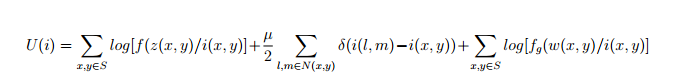 U(i) = ∑_{x,y∈S} log[f(z(x,y)/i(x,y)] + μ/2 ∑_{l,m∈N(x,y)} δ(i(l,m)−i(x,y)) + ∑_{x,y∈S} log[f_g(w(x,y)/i(x,y)]